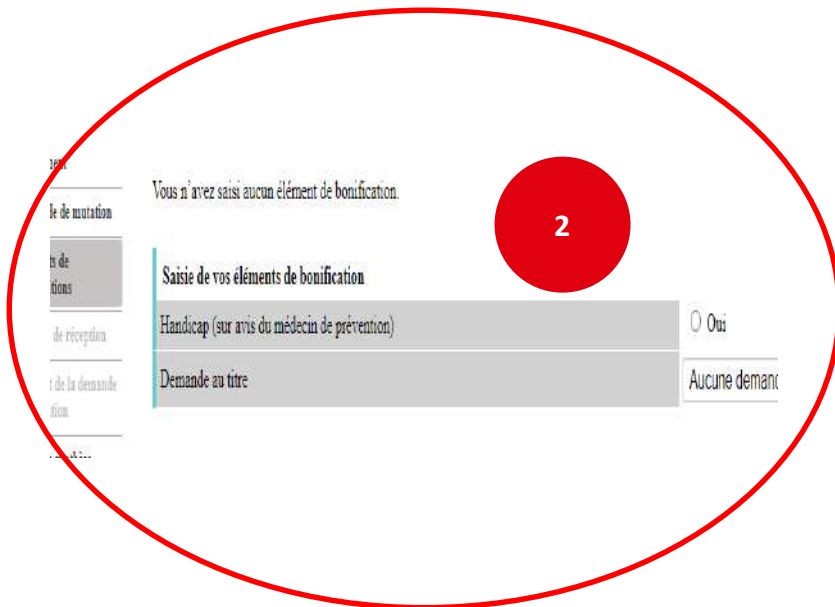 Vous n'avez saisi aucun élément de bonification.
2
le de mutation
ts de
tions
Saisie de vos éléments de bonification
Handicap (sur avis du médecin de prévention)
Oui
de réception
Demande au titre
Aucune demand
t de la demande
tion